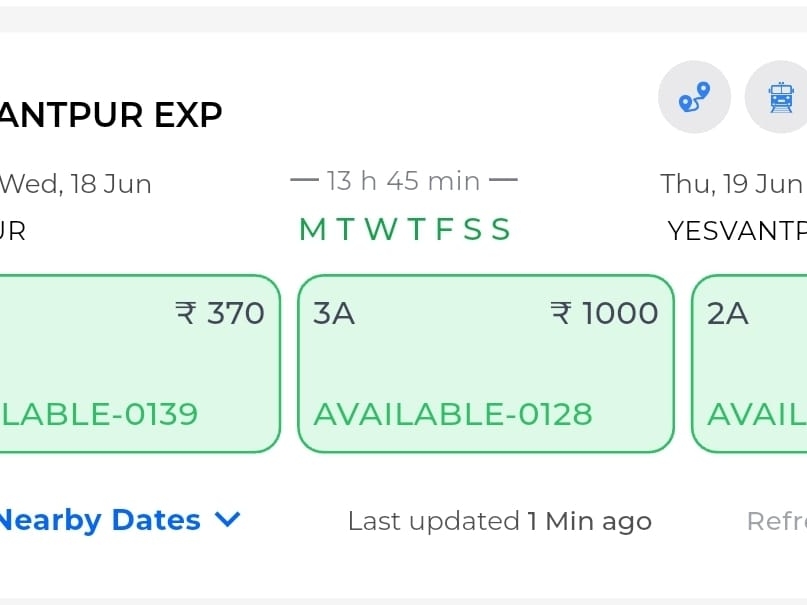 ANTPUR EXP
Wed, 18 Jun — 13 h 45 min — Thu, 19 Jun
UR M T W T F S S YESVANTP
₹ 370 3A ₹ 1000 2A
LABLE-0139 AVAILABLE-0128 AVAIL
Nearby Dates Last updated 1 Min ago Refre